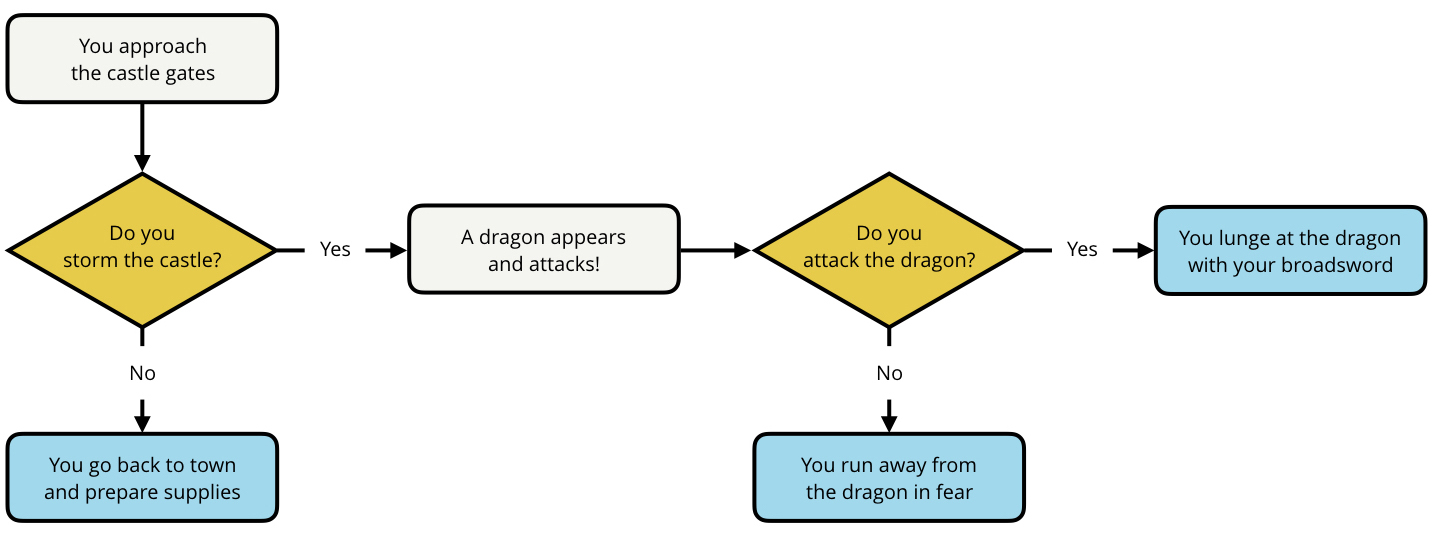 You approach
the castle gates
Do you
storm the castle?
Yes
A dragon appears
and attacks!
Do you
attack the dragon?
Yes
You lunge at the dragon
with your broadsword
No
No
You go back to town
and prepare supplies
You run away from
the dragon in fear